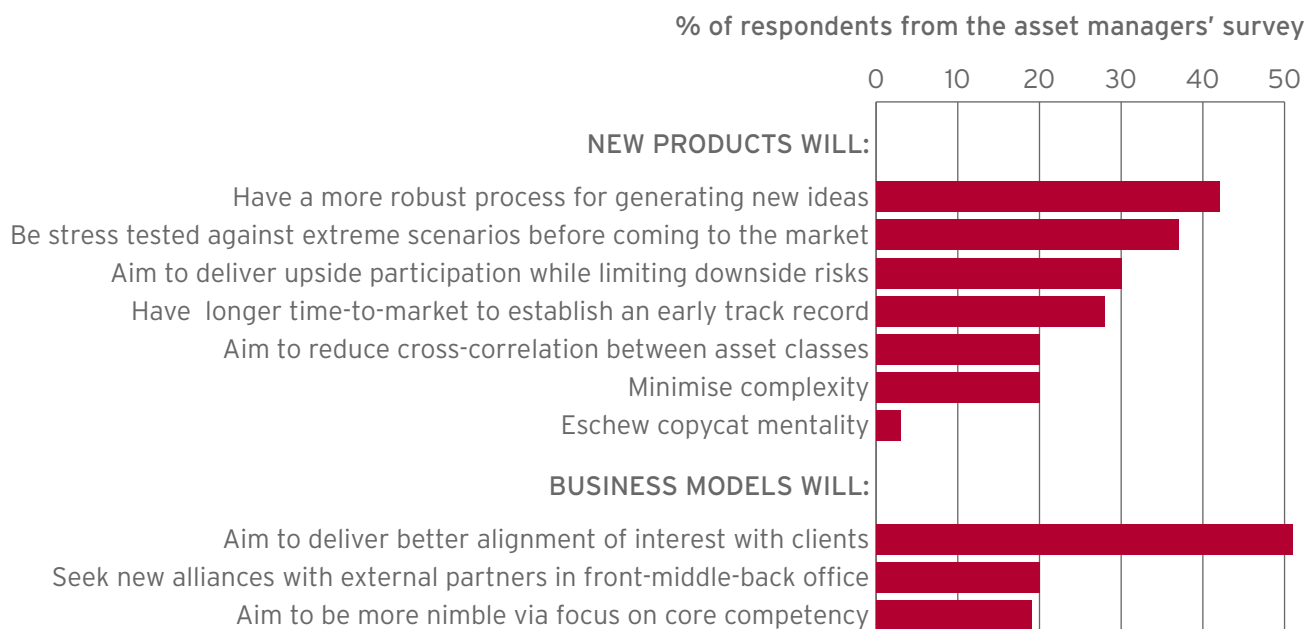 % of respondents from the asset managers’ survey
0 10 20 30 40 50
NEW PRODUCTS WILL:
Have a more robust process for generating new ideas
Be stress tested against extreme scenarios before coming to the market
Aim to deliver upside participation while limiting downside risks
Have  longer time-to-market to establish an early track record
Aim to reduce cross-correlation between asset classes
Minimise complexity
Eschew copycat mentality
BUSINESS MODELS WILL:
Aim to deliver better alignment of interest with clients
Seek new alliances with external partners in front-middle-back office
Aim to be more nimble via focus on core competency